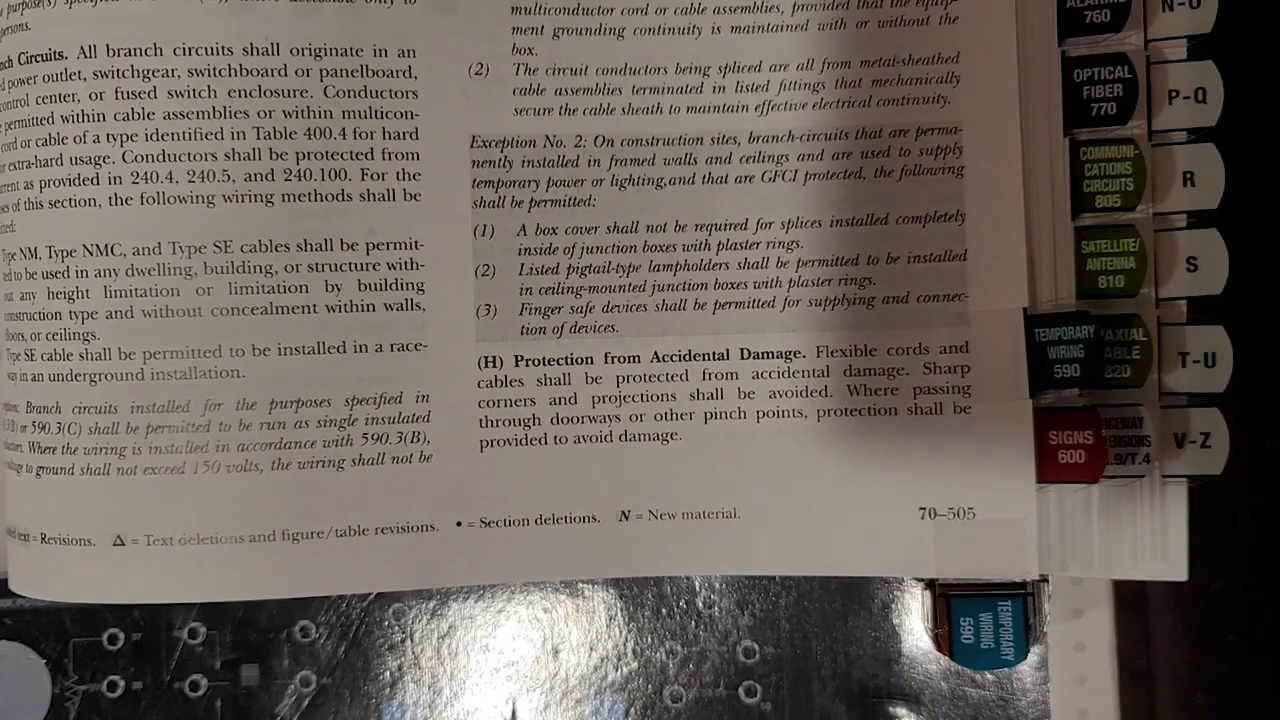 purpose(s)
persons.
Circuits. All branch circuits shall originate in an
power outlet, switchgear, switchboard or panelboard,
control center, or fused switch enclosure. Conductors
permitted within cable assemblies or within multicon-
cord or cable of a type identified in Table 400.4 for hard
or extra-hard usage. Conductors shall be protected from
as provided in 240.4, 240.5, and 240.100. For the
of this section, the following wiring methods shall be
Type NM, Type NMC, and Type SE cables shall be permit-
ted to be used in any dwelling, building, or structure with-
out any height limitation or limitation by building
construction type and without concealment within walls,
floors, or ceilings.
Type SE cable shall be permitted to be installed in a race-
way in an underground installation.
Branch circuits installed for the purposes specified in
or 590.3(C) shall be permitted to be run as single insulated
Where the wiring is installed in accordance with 590.3(B),
to ground shall not exceed 150 volts, the wiring shall not be
multiconductor cord or cable assemblies, provided that the equip-
ment grounding continuity is maintained with or without the
box.
(2) The circuit conductors being spliced are all from metal-sheathed
cable assemblies terminated in listed fittings that mechanically
secure the cable sheath to maintain effective electrical continuity.
Exception No. 2: On construction sites, branch-circuits that are perma-
nently installed in framed walls and ceilings and are used to supply
temporary power or lighting,and that are GFCI protected, the following
shall be permitted:
(1) A box cover shall not be required for splices installed completely
inside of junction boxes with plaster rings.
(2) Listed pigtail-type lampholders shall be permitted to be installed
in ceiling-mounted junction boxes with plaster rings.
(3) Finger safe devices shall be permitted for supplying and connec-
tion of devices.
(H) Protection from Accidental Damage. Flexible cords and
cables shall be protected from accidental damage. Sharp
corners and projections shall be avoided. Where passing
through doorways or other pinch points, protection shall be
provided to avoid damage.
text = Revisions. Δ = Text deletions and figure/table revisions. • = Section deletions. N = New material.
70–505
ALARMS
760
N-O
OPTICAL
FIBER
770
P-Q
COMMUNI-
CATIONS
CIRCUITS
805
R
SATELLITE/
ANTENNA
810
S
TEMPORARY
WIRING
590
AXIAL
ABLE
820
T-U
SIGNS
600
.9/T.4
V-Z
TEMPORARY
WIRING
590